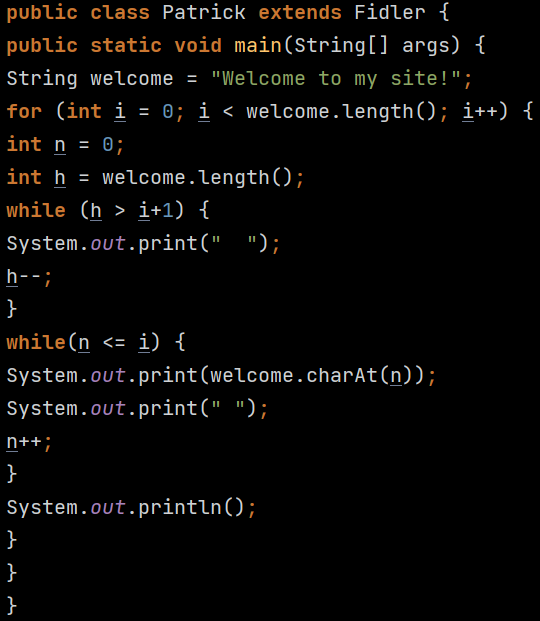 public class Patrick extends Fidler {
public static void main(String[] args) {
String welcome = "Welcome to my site!";
for (int i = 0; i < welcome.length(); i++) {
int n = 0;
int h = welcome.length();
while (h > i+1) {
System.out.print("  ");
h--;
}
while(n <= i) {
System.out.print(welcome.charAt(n));
System.out.print(" ");
n++;
}
System.out.println();
}
}
}